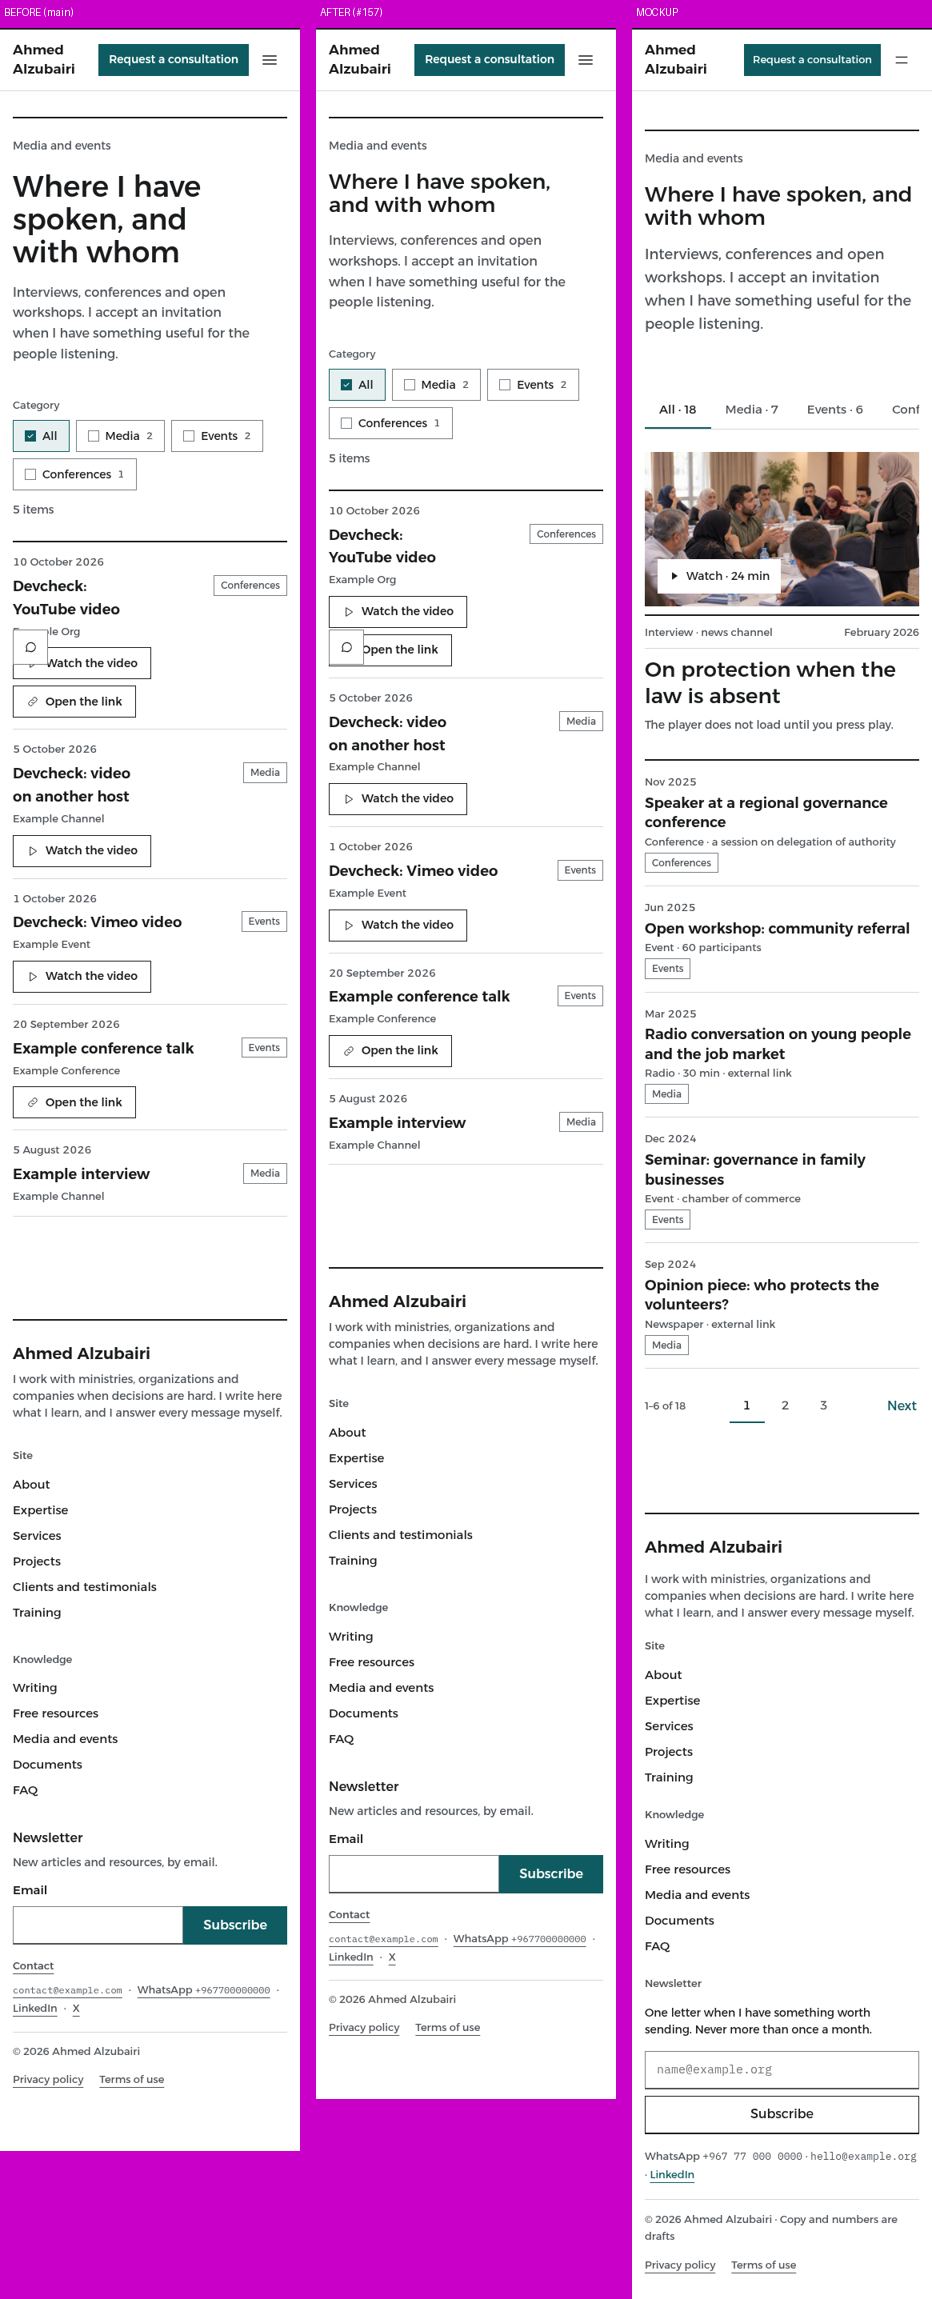 BEFORE (main)
Ahmed
Alzubairi
Request a consultation
Media and events
Where I have
spoken, and
with whom
Interviews, conferences and open
workshops. I accept an invitation
when I have something useful for the
people listening.
Category
All
Media 2
Events 2
Conferences 1
5 items
10 October 2026
Devcheck:
YouTube video
Conferences
Org
Watch the video
Open the link
5 October 2026
Devcheck: video
on another host
Media
Example Channel
Watch the video
1 October 2026
Devcheck: Vimeo video
Events
Example Event
Watch the video
20 September 2026
Example conference talk
Events
Example Conference
Open the link
5 August 2026
Example interview
Media
Example Channel
Ahmed Alzubairi
I work with ministries, organizations and
companies when decisions are hard. I write here
what I learn, and I answer every message myself.
Site
About
Expertise
Services
Projects
Clients and testimonials
Training
Knowledge
Writing
Free resources
Media and events
Documents
FAQ
Newsletter
New articles and resources, by email.
Email
Subscribe
Contact
contact@example.com · WhatsApp +967700000000 ·
LinkedIn · X
© 2026 Ahmed Alzubairi
Privacy policy Terms of use
AFTER (#157)
Ahmed
Alzubairi
Request a consultation
Media and events
Where I have spoken,
and with whom
Interviews, conferences and open
workshops. I accept an invitation
when I have something useful for the
people listening.
Category
All
Media 2
Events 2
Conferences 1
5 items
10 October 2026
Devcheck:
YouTube video
Conferences
Example Org
Watch the video
Open the link
5 October 2026
Devcheck: video
on another host
Media
Example Channel
Watch the video
1 October 2026
Devcheck: Vimeo video
Events
Example Event
Watch the video
20 September 2026
Example conference talk
Events
Example Conference
Open the link
5 August 2026
Example interview
Media
Example Channel
Ahmed Alzubairi
I work with ministries, organizations and
companies when decisions are hard. I write here
what I learn, and I answer every message myself.
Site
About
Expertise
Services
Projects
Clients and testimonials
Training
Knowledge
Writing
Free resources
Media and events
Documents
FAQ
Newsletter
New articles and resources, by email.
Email
Subscribe
Contact
contact@example.com · WhatsApp +967700000000 ·
LinkedIn · X
© 2026 Ahmed Alzubairi
Privacy policy Terms of use
MOCKUP
Ahmed
Alzubairi
Request a consultation
Media and events
Where I have spoken, and
with whom
Interviews, conferences and open
workshops. I accept an invitation
when I have something useful for the
people listening.
All · 18 Media · 7 Events · 6 Conf
Watch · 24 min
Interview · news channel February 2026
On protection when the
law is absent
The player does not load until you press play.
Nov 2025
Speaker at a regional governance
conference
Conference · a session on delegation of authority
Conferences
Jun 2025
Open workshop: community referral
Event · 60 participants
Events
Mar 2025
Radio conversation on young people
and the job market
Radio · 30 min · external link
Media
Dec 2024
Seminar: governance in family
businesses
Event · chamber of commerce
Events
Sep 2024
Opinion piece: who protects the
volunteers?
Newspaper · external link
Media
1–6 of 18 1 2 3 Next
Ahmed Alzubairi
I work with ministries, organizations and
companies when decisions are hard. I write here
what I learn, and I answer every message myself.
Site
About
Expertise
Services
Projects
Training
Knowledge
Writing
Free resources
Media and events
Documents
FAQ
Newsletter
One letter when I have something worth
sending. Never more than once a month.
name@example.org
Subscribe
WhatsApp +967 77 000 0000 · hello@example.org
· LinkedIn
© 2026 Ahmed Alzubairi · Copy and numbers are
drafts
Privacy policy Terms of use